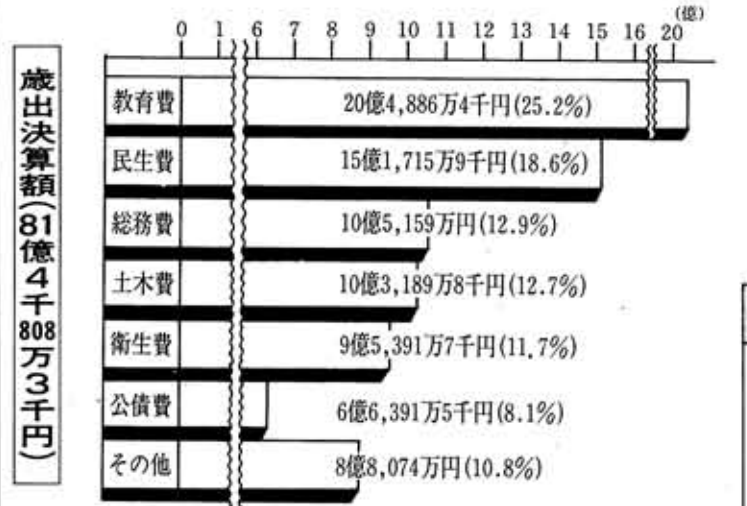 歳出決算額(81億4千808万3千円)
(億)
0 1 6 7 8 9 10 11 12 13 14 15 16 20
教育費 20億4,886万4千円(25.2%)
民生費 15億1,715万9千円(18.6%)
総務費 10億5,159万円(12.9%)
土木費 10億3,189万8千円(12.7%)
衛生費 9億5,391万7千円(11.7%)
公債費 6億6,391万5千円(8.1%)
その他 8億8,074万円(10.8%)